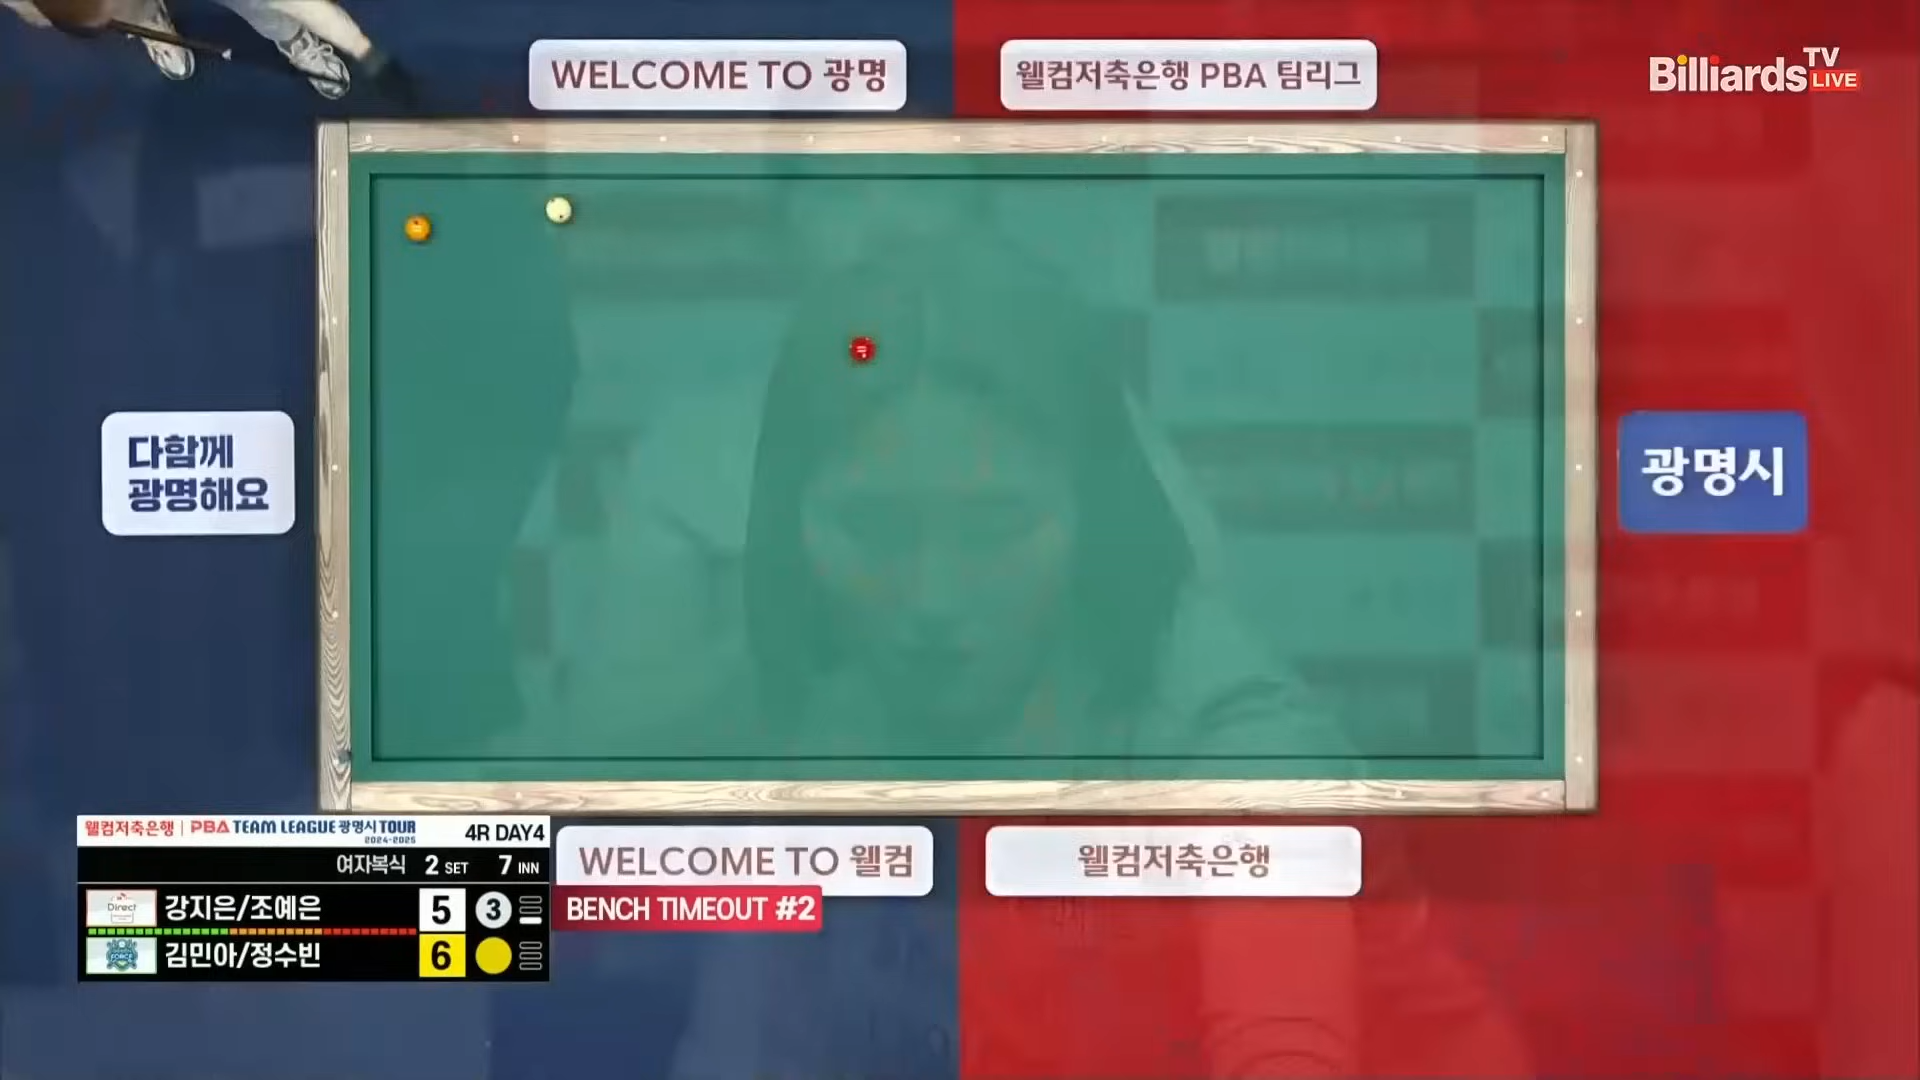 WELCOME TO 광명
웰컴저축은행 PBA 팀리그
Billiards TV
LIVE
다함께
광명해요
광명시
웰컴저축은행 | PBA TEAM LEAGUE 광명시 TOUR
2024-2025
4R DAY4
여자복식 2 SET 7 INN
Direct
강지은/조예은 5 3
김민아/정수빈 6
WELCOME TO 웰컴
웰컴저축은행
BENCH TIMEOUT #2